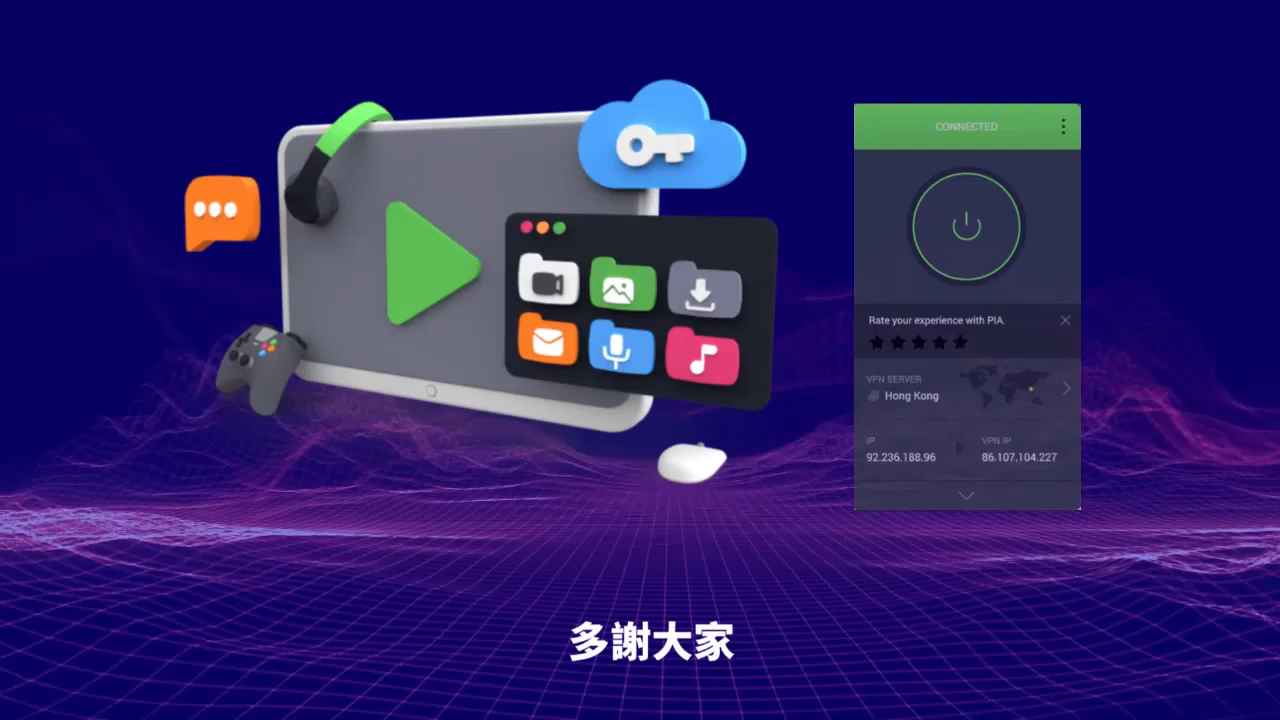 CONNECTED
Rate your experience with PIA.
VPN SERVER
Hong Kong
IP
VPN IP
92.236.188.96
86.107.104.227
多謝大家